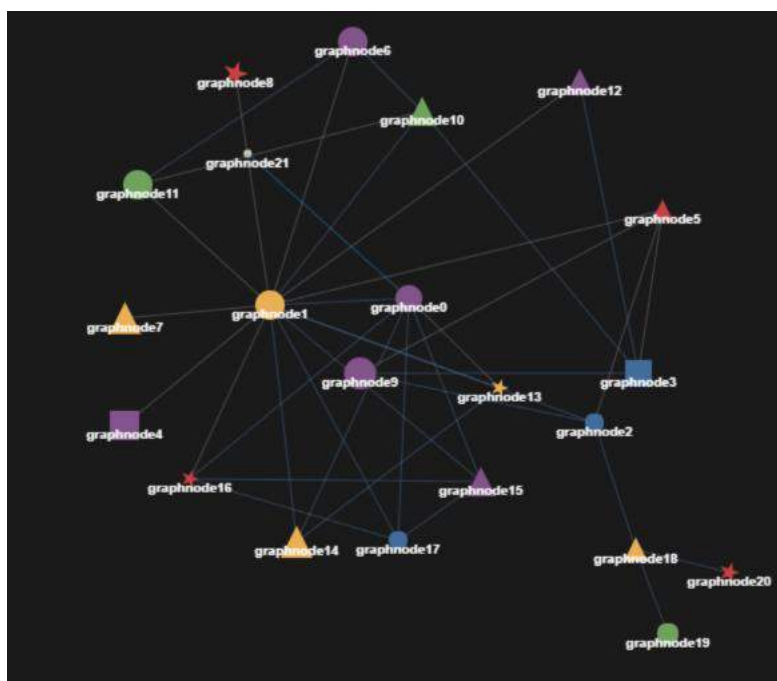 graphnode6
graphnode8
graphnode12
graphnode10
graphnode21
graphnode11
graphnode5
graphnode0
graphnode1
graphnode7
graphnode9
graphnode3
graphnode13
graphnode4
graphnode2
graphnode16
graphnode15
graphnode14
graphnode17
graphnode18
graphnode20
graphnode19